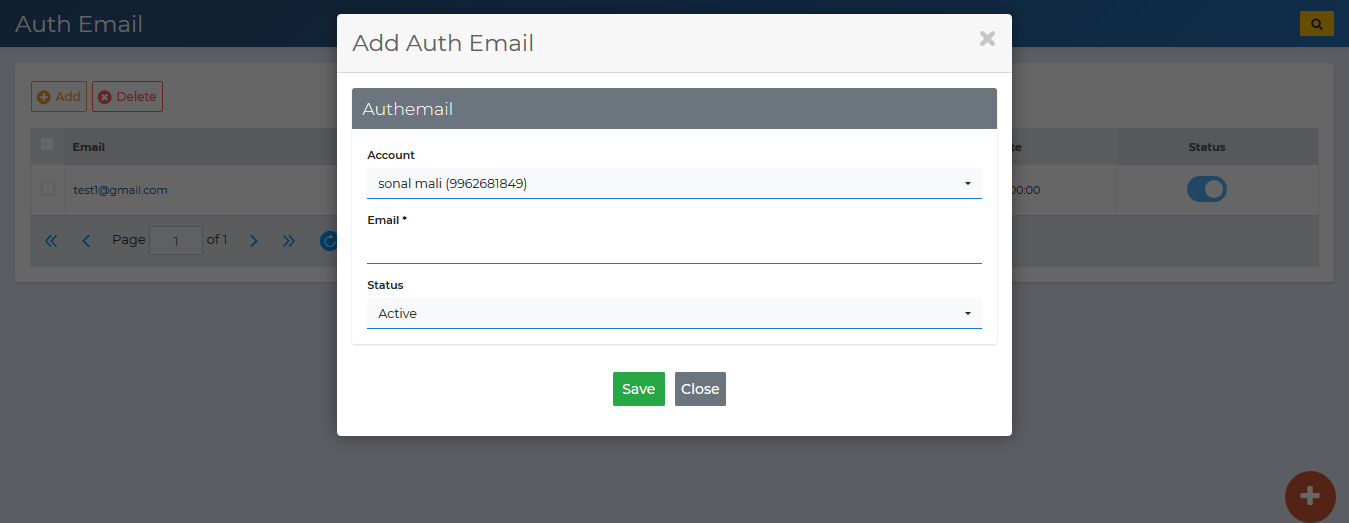 Auth Email
Add Auth Email
Add Delete
Authemail
Email
Status
Account
test1@gmail.com
sonal mali (9962681849)
00:00
Email *
Page 1 of 1
Status
Active
Save Close